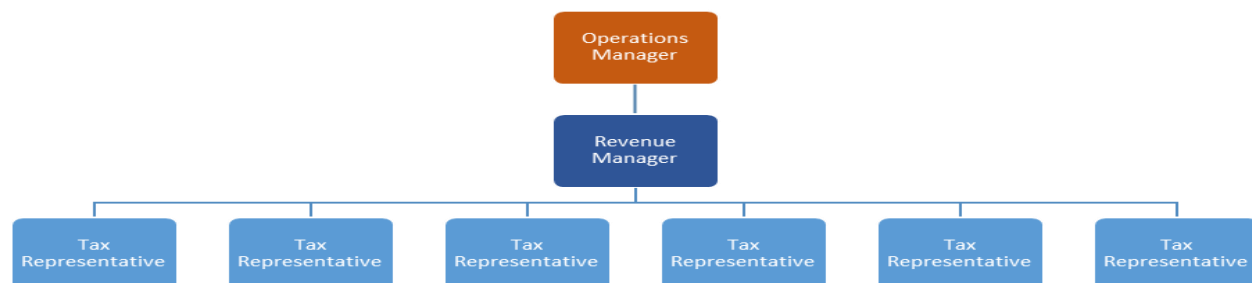 Operations
Manager
Revenue
Manager
Tax
Representative
Tax
Representative
Tax
Representative
Tax
Representative
Tax
Representative
Tax
Representative